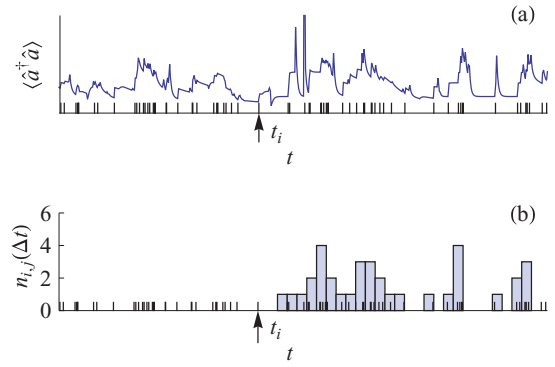 (a)
⟨â†â⟩
t_i
t
(b)
n_{i,j}(Δt)
6
4
2
0
t_i
t